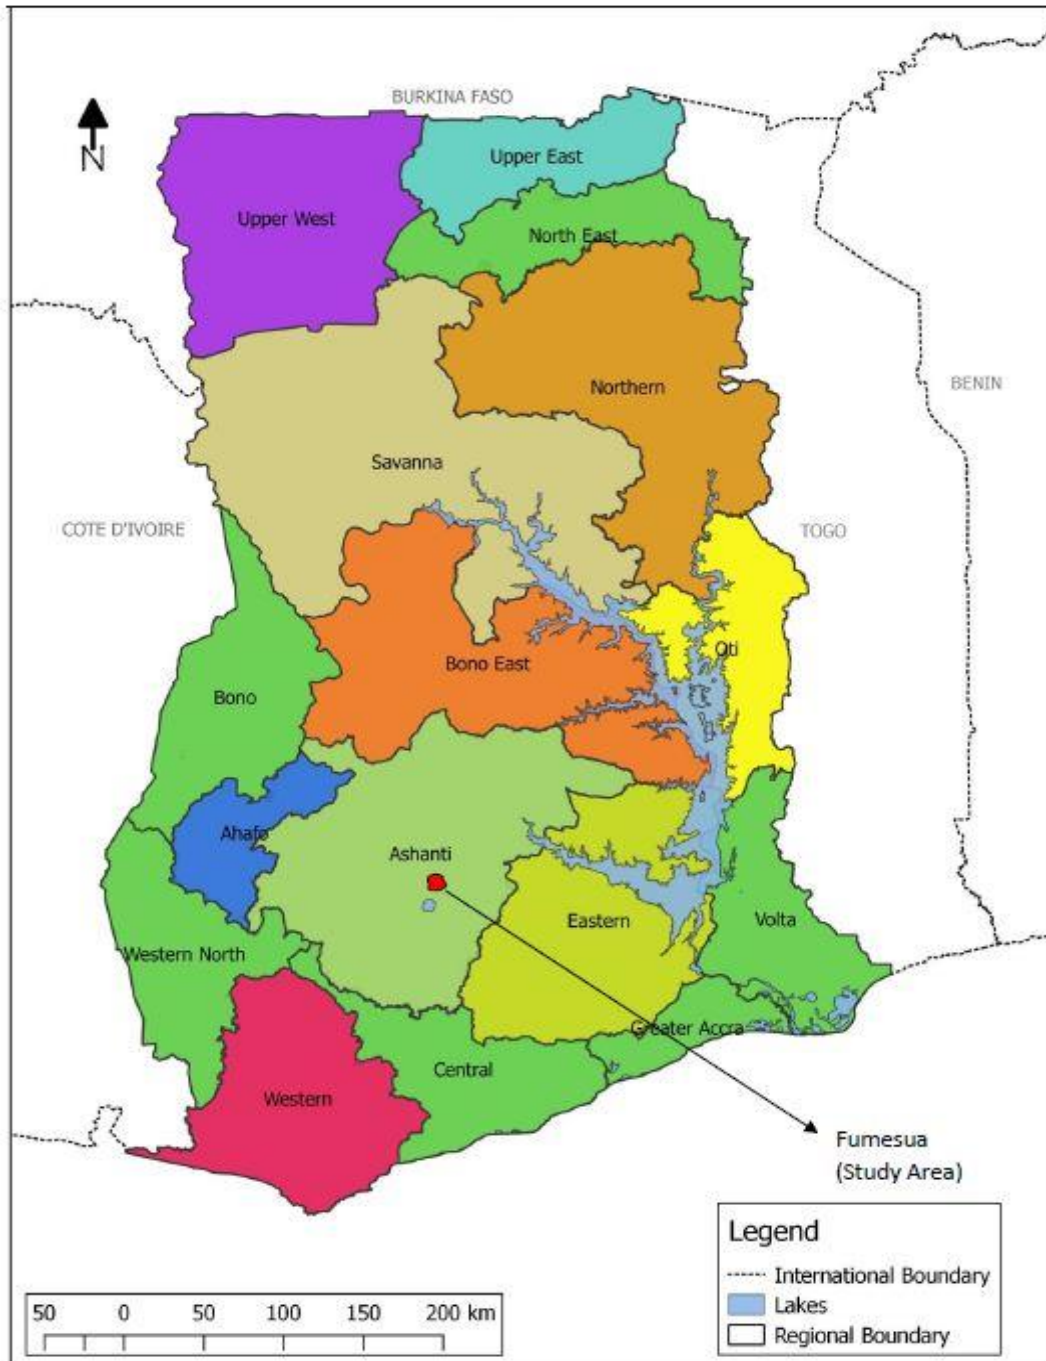 BURKINA FASO
N
Upper East
Upper West
North East
Northern
BENIN
Savanna
COTE D'IVOIRE
TOGO
Oti
Bono East
Bono
Ahafo
Ashanti
Eastern
Volta
Western North
Greater Accra
Central
Western
Fumesua
(Study Area)
Legend
International Boundary
Lakes
Regional Boundary
50 0 50 100 150 200 km